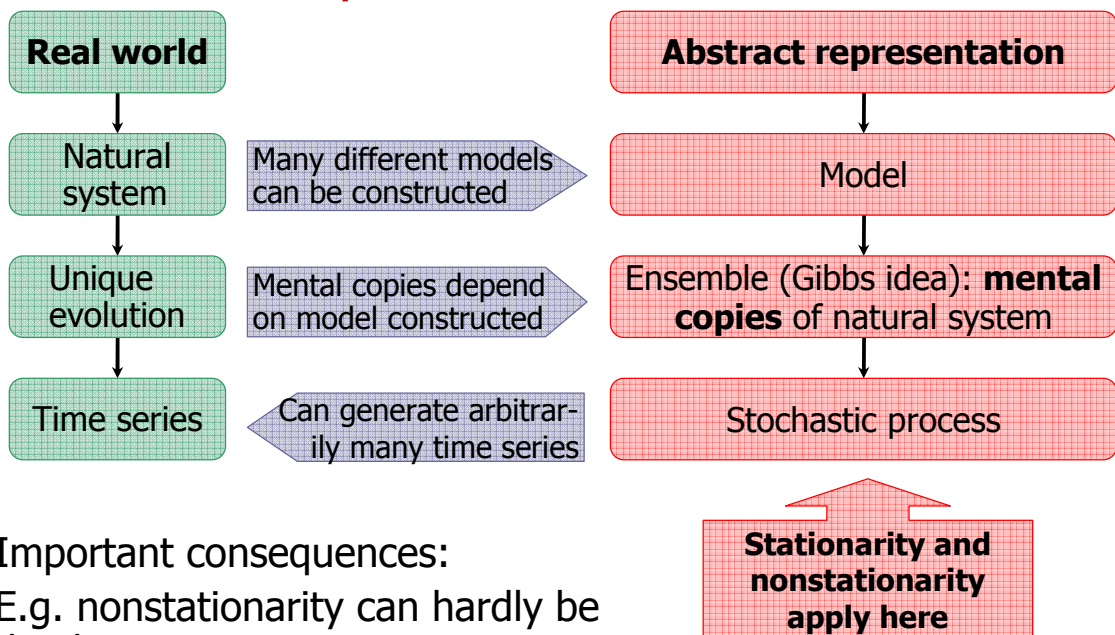 Real world
Abstract representation
Natural
system
Many different models
can be constructed
Model
Unique
evolution
Mental copies depend
on model constructed
Ensemble (Gibbs idea): mental
copies of natural system
Time series
Can generate arbitrar-
ily many time series
Stochastic process
Important consequences:
E.g. nonstationarity can hardly be
Stationarity and
nonstationarity
apply here